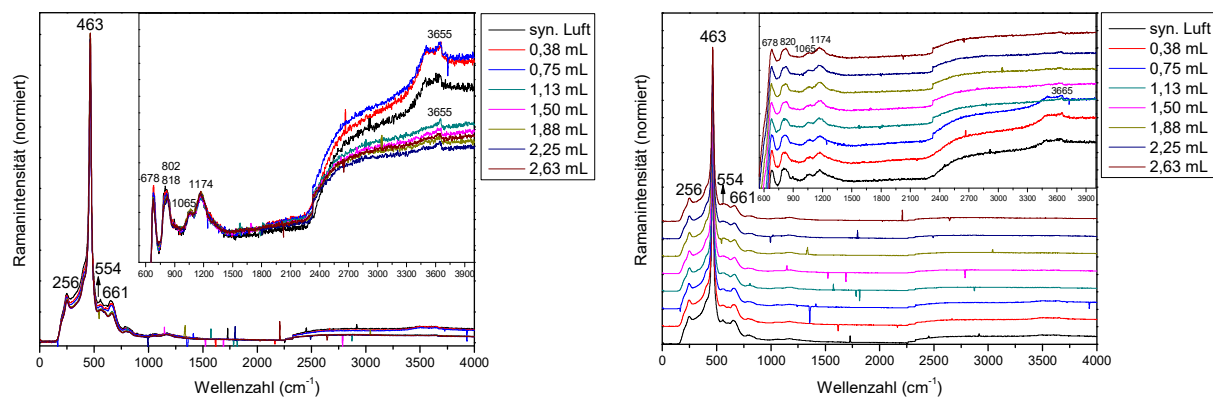 463
3655
3655
802
678
818
1174
1065
600 900 1200 1500 1800 2100 2400 2700 3000 3300 3600 3900
256
554
661
Ramanintensität (normiert)
0 500 1000 1500 2000 2500 3000 3500 4000
Wellenzahl (cm-1)
syn. Luft
0,38 mL
0,75 mL
1,13 mL
1,50 mL
1.88 mL
2,25 mL
2,63 mL
463
678 820 1065 1174
3665
600 900 1200 1500 1800 2100 2400 2700 3000 3300 3600 3900
256 554 661
Ramanintensität (normiert)
0 500 1000 1500 2000 2500 3000 3500 4000
Wellenzahl (cm-1)
syn. Luft
0,38 mL
0,75 mL
1,13 mL
1,50 mL
1.88 mL
2,25 mL
2,63 mL